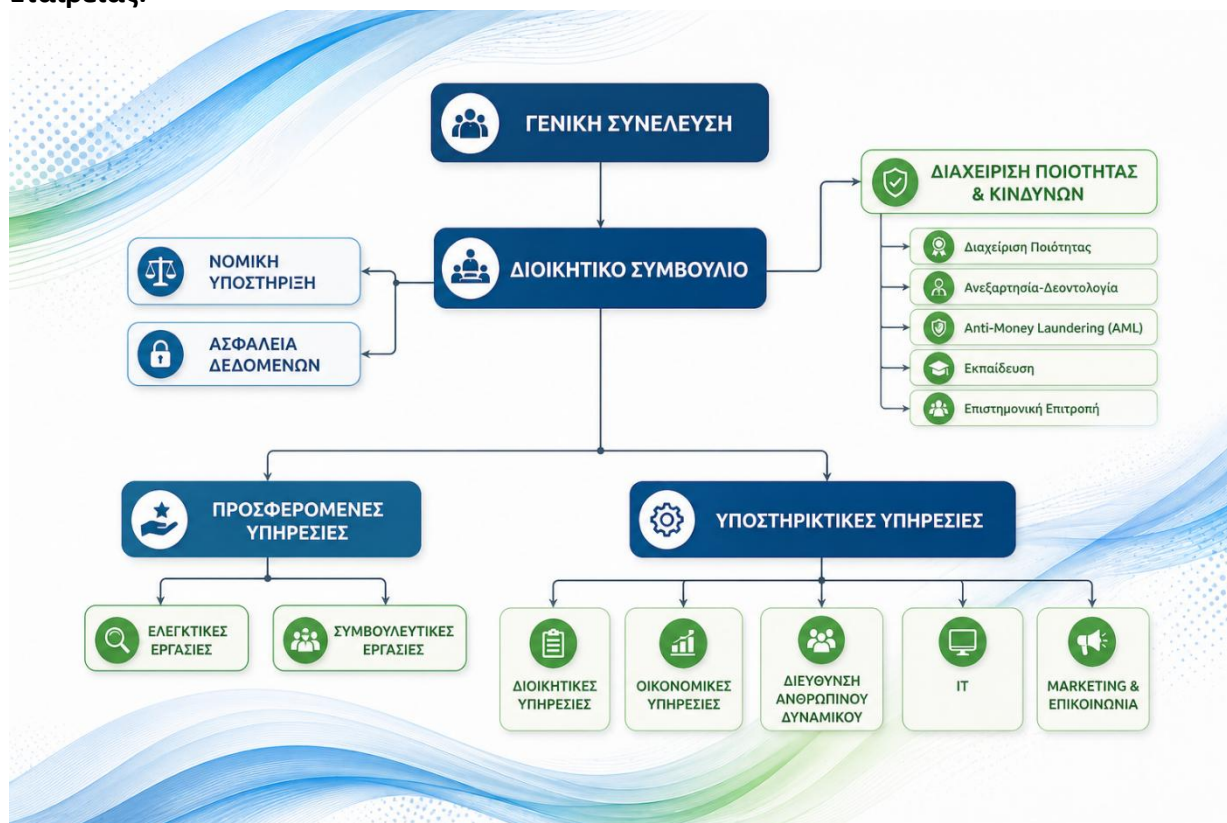 Εταιρείας.
ΓΕΝΙΚΗ ΣΥΝΕΛΕΥΣΗ
ΔΙΑΧΕΙΡΙΣΗ ΠΟΙΟΤΗΤΑΣ
& ΚΙΝΔΥΝΩΝ
ΔΙΟΙΚΗΤΙΚΟ ΣΥΜΒΟΥΛΙΟ
ΝΟΜΙΚΗ
ΥΠΟΣΤΗΡΙΞΗ
ΑΣΦΑΛΕΙΑ
ΔΕΔΟΜΕΝΩΝ
Διαχείριση Ποιότητας
Ανεξαρτησία-Δεοντολογία
Anti-Money Laundering (AML)
Εκπαίδευση
Επιστημονική Επιτροπή
ΠΡΟΣΦΕΡΟΜΕΝΕΣ
ΥΠΗΡΕΣΙΕΣ
ΥΠΟΣΤΗΡΙΚΤΙΚΕΣ ΥΠΗΡΕΣΙΕΣ
ΕΛΕΓΚΤΙΚΕΣ
ΕΡΓΑΣΙΕΣ
ΣΥΜΒΟΥΛΕΥΤΙΚΕΣ
ΕΡΓΑΣΙΕΣ
ΔΙΟΙΚΗΤΙΚΕΣ
ΥΠΗΡΕΣΙΕΣ
ΟΙΚΟΝΟΜΙΚΕΣ
ΥΠΗΡΕΣΙΕΣ
ΔΙΕΥΘΥΝΣΗ
ΑΝΘΡΩΠΙΝΟΥ
ΔΥΝΑΜΙΚΟΥ
IT
MARKETING &
ΕΠΙΚΟΙΝΩΝΙΑ